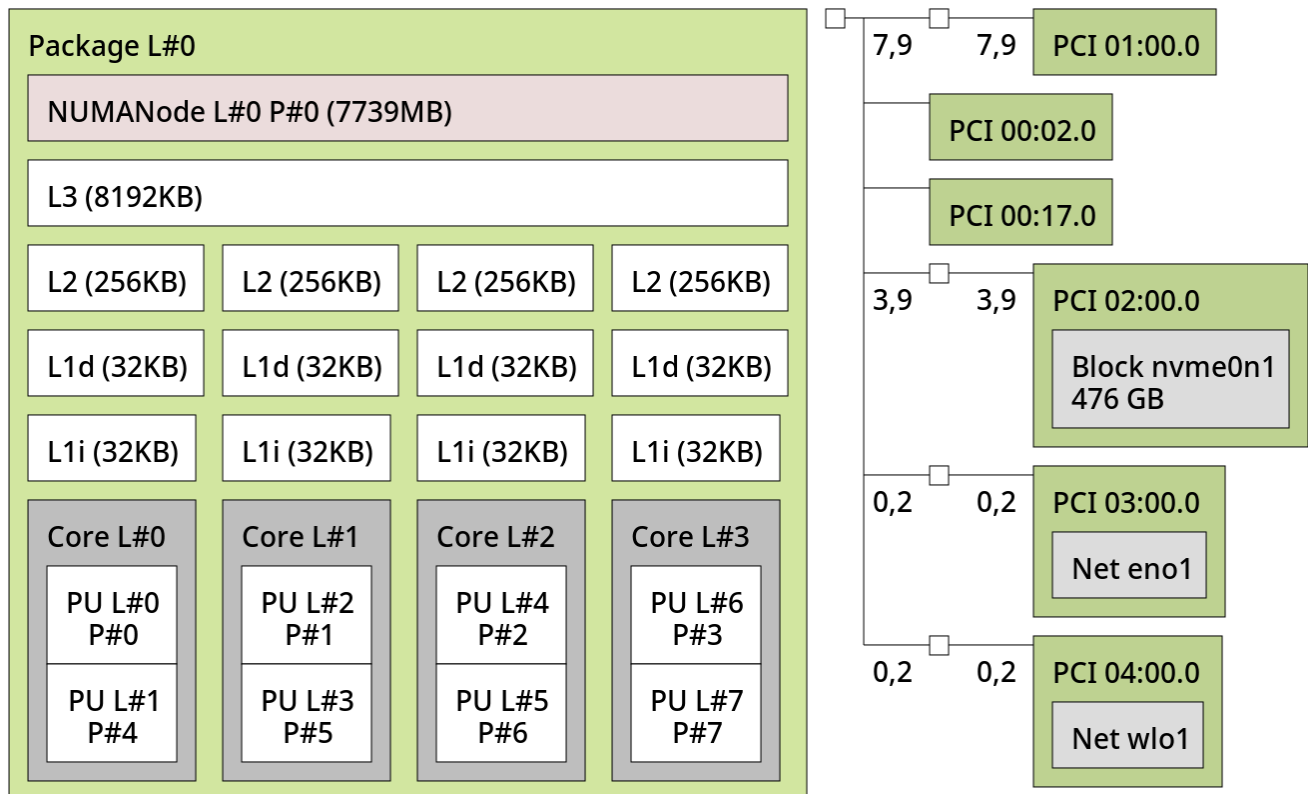 Package L#0
NUMANode L#0 P#0 (7739MB)
L3 (8192KB)
L2 (256KB) L2 (256KB) L2 (256KB) L2 (256KB)
L1d (32KB) L1d (32KB) L1d (32KB) L1d (32KB)
L1i (32KB) L1i (32KB) L1i (32KB) L1i (32KB)
Core L#0 Core L#1 Core L#2 Core L#3
PU L#0 PU L#2 PU L#4 PU L#6
P#0 P#1 P#2 P#3
PU L#1 PU L#3 PU L#5 PU L#7
P#4 P#5 P#6 P#7
7,9 7,9 PCI 01:00.0
PCI 00:02.0
PCI 00:17.0
3,9 3,9 PCI 02:00.0
Block nvme0n1
476 GB
0,2 0,2 PCI 03:00.0
Net eno1
0,2 0,2 PCI 04:00.0
Net wlo1